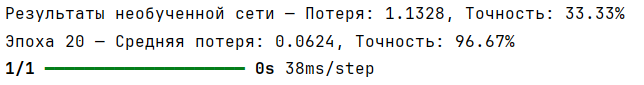 Результаты необученной сети — Потеря: 1.1328, Точность: 33.33%
Эпоха 20 — Средняя потеря: 0.0624, Точность: 96.67%
1/1 ━━━━━━━━━━━━━━━━━━━━ 0s 38ms/step